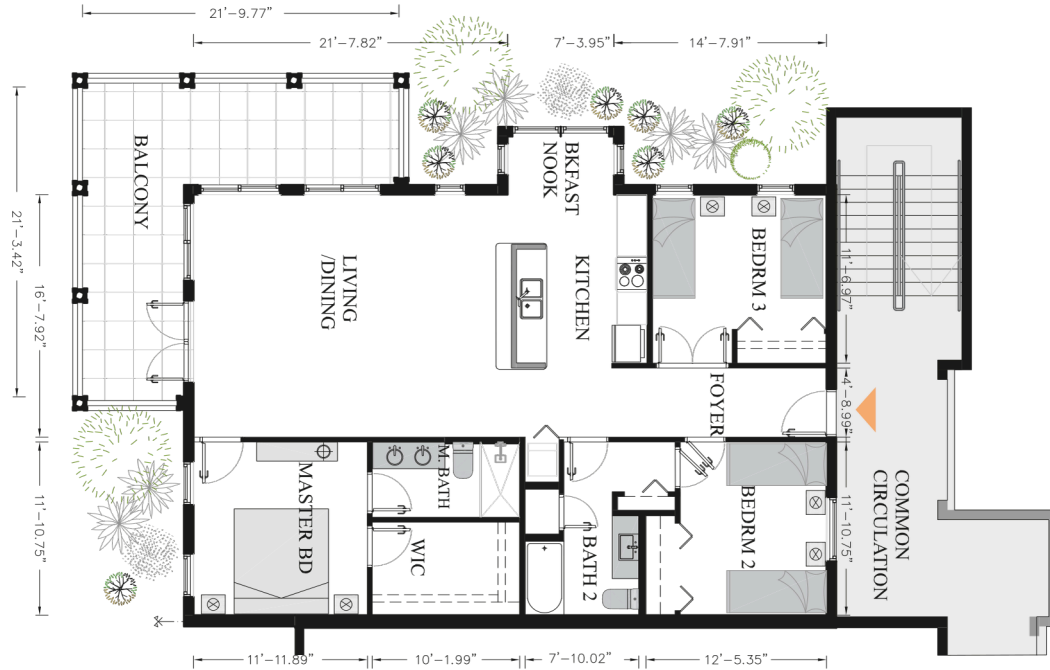 21'-9.77"
21'-7.82"
7'-3.95"
14'-7.91"
BALCONY
BKFAST
NOOK
21'-3.42"
16'-7.92"
LIVING
/DINING
KITCHEN
BEDRM 3
11'-6.97"
FOYER
4'-8.99"
COMMON
CIRCULATION
11'-10.75"
MASTER BD
M. BATH
WIC
BATH 2
BEDRM 2
11'-10.75"
11'-11.89"
10'-1.99"
7'-10.02"
12'-5.35"